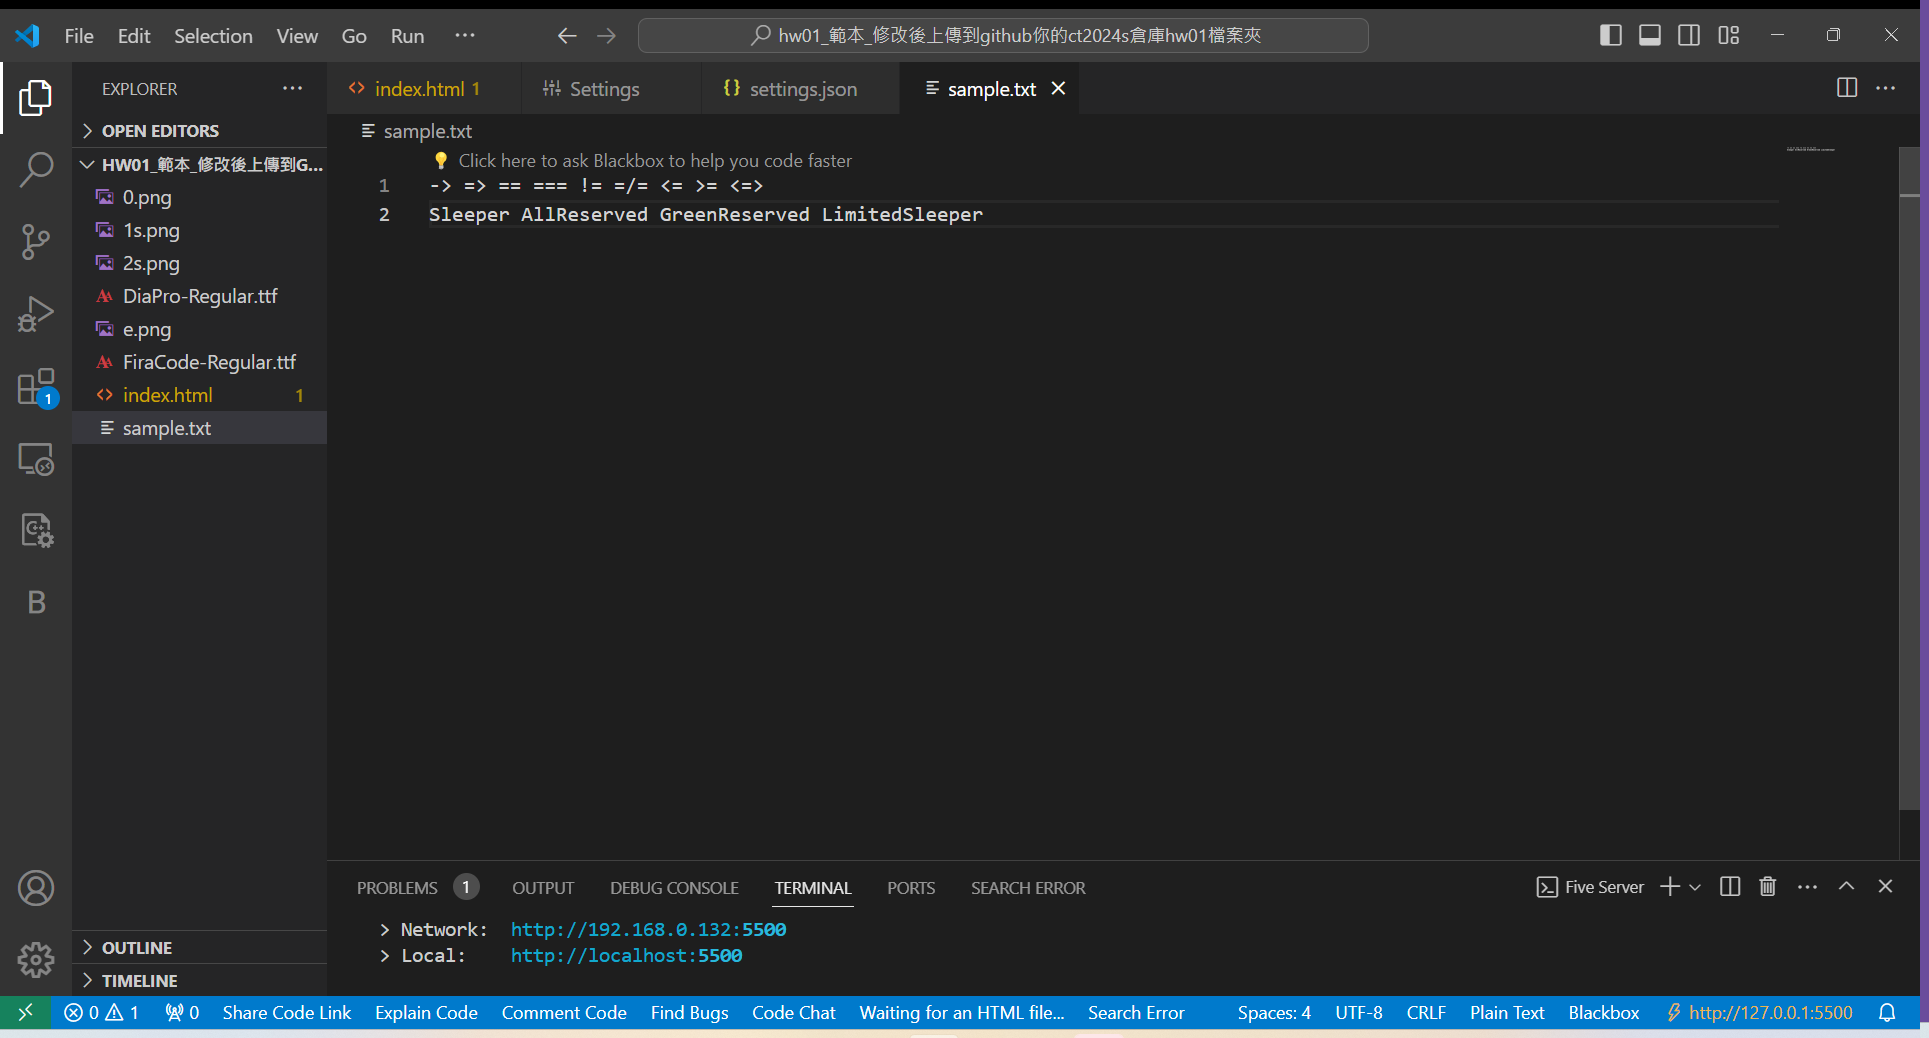 File Edit Selection View Go Run ··· hw01_範本_修改後上傳到github你的ct2024s倉庫hw01檔案夾
EXPLORER ···
OPEN EDITORS
HW01_範本_修改後上傳到G...
0.png
1s.png
2s.png
DiaPro-Regular.ttf
e.png
FiraCode-Regular.ttf
index.html 1
sample.txt
OUTLINE
TIMELINE
1
B
index.html 1 Settings {} settings.json sample.txt
sample.txt
Click here to ask Blackbox to help you code faster
1 -> => == === != =/= <= >= <=>
2 Sleeper AllReserved GreenReserved LimitedSleeper
PROBLEMS 1 OUTPUT DEBUG CONSOLE TERMINAL PORTS SEARCH ERROR Five Server
> Network: http://192.168.0.132:5500
> Local: http://localhost:5500
0 1 0 Share Code Link Explain Code Comment Code Find Bugs Code Chat Waiting for an HTML file... Search Error Spaces: 4 UTF-8 CRLF Plain Text Blackbox http://127.0.0.1:5500